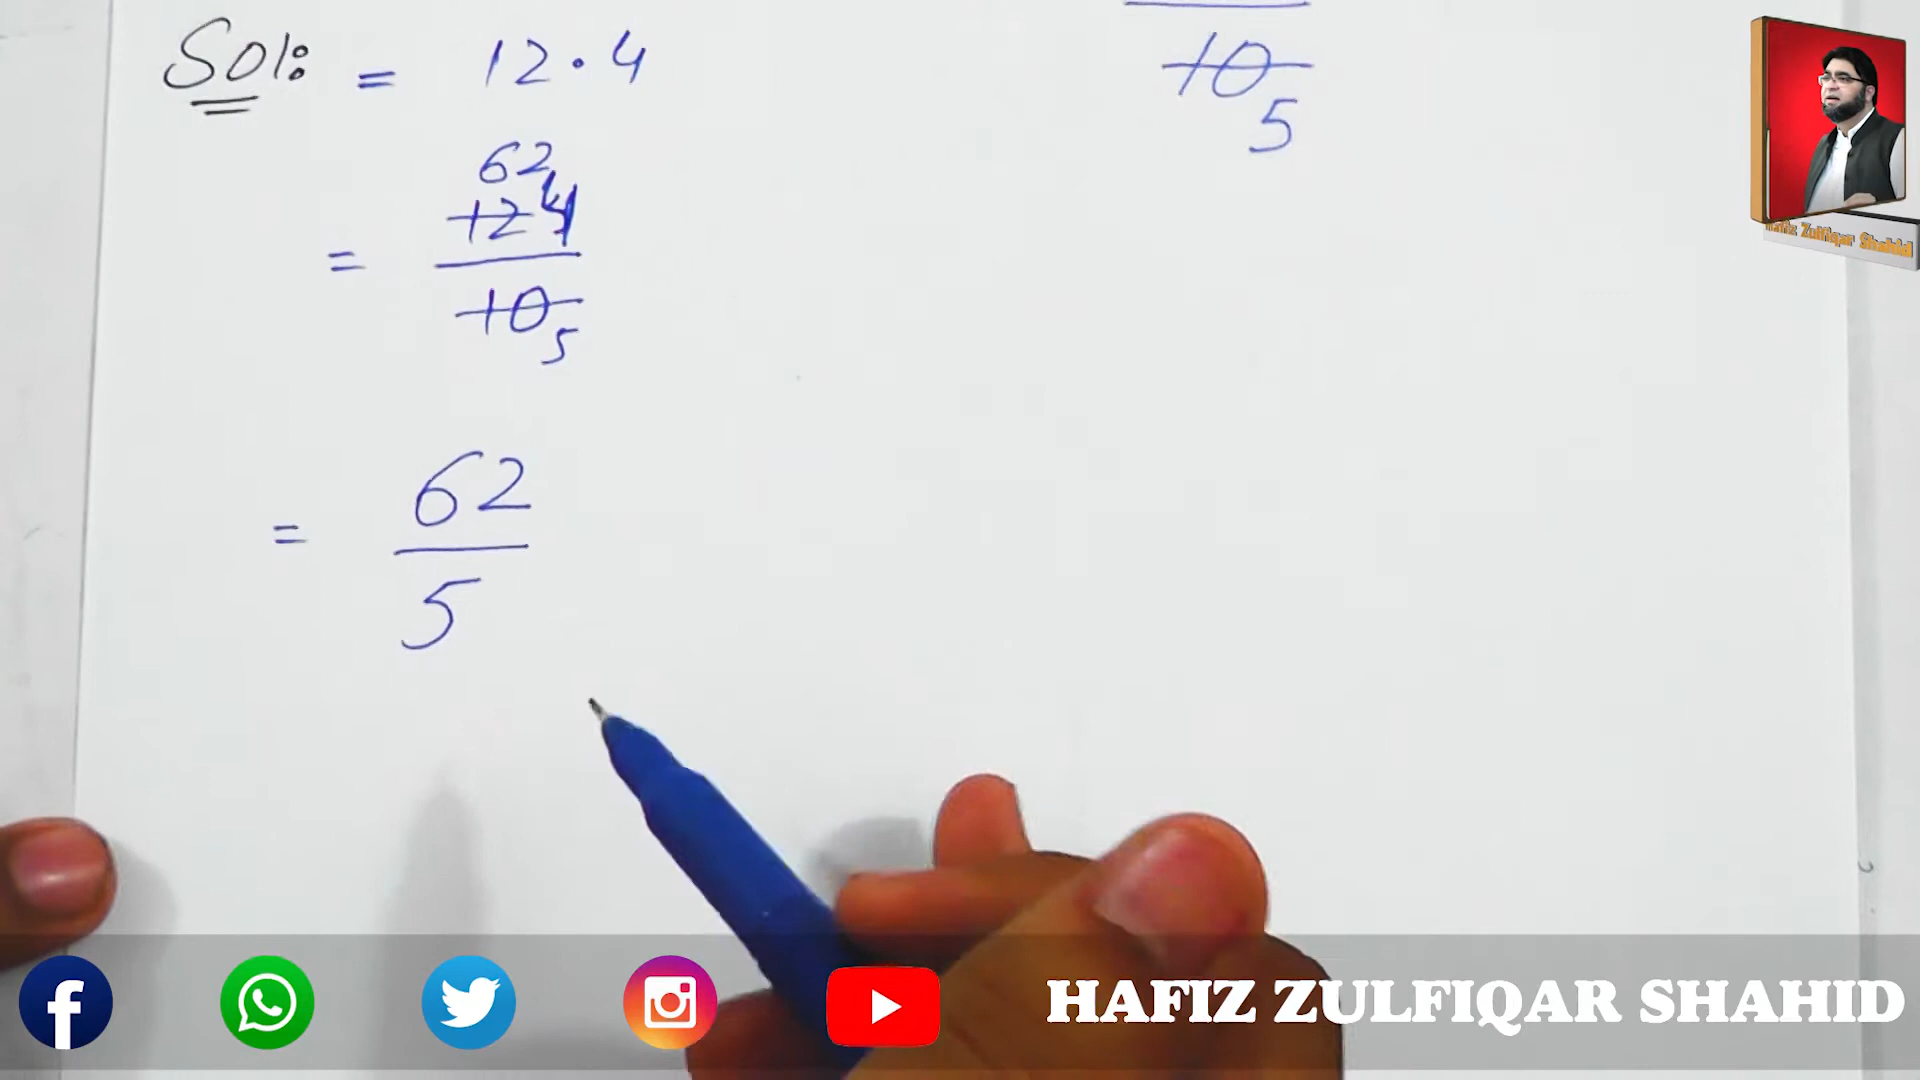 Sol: = 12.4
62
= 124
10
5
= 62
5
10
5
Hafiz Zulfiqar Shahid
HAFIZ ZULFIQAR SHAHID